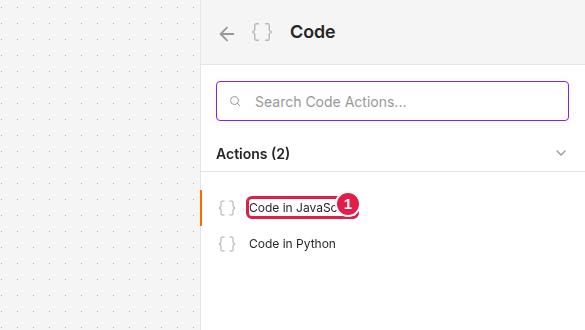 Code
Search Code Actions...
Actions (2)
Code in JavaSc
1
Code in Python